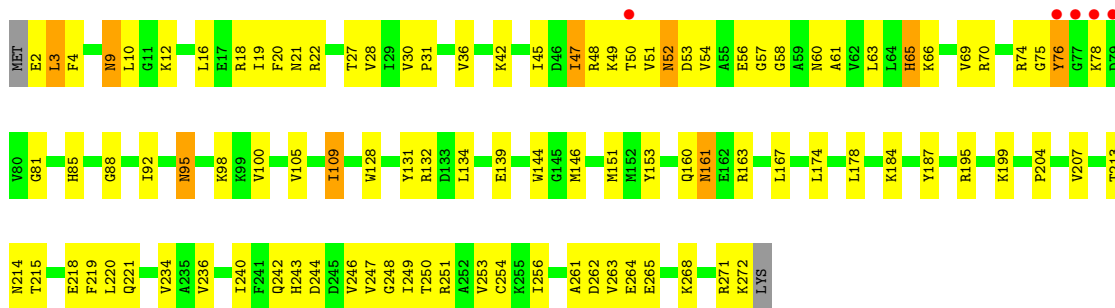 MET E2 L3 F4 N9 L10 G11 K12 L16 E17 R18 I19 F20 N21 R22 T27 V28 I29 V30 P31 V36 K42 I45 D46 I47 R48 K49 T50 V51 N52 D53 V54 A55 E56 G57 G58 A59 N60 A61 V62 L63 L64 H65 K66 V69 R70 R74 G75 Y76 G77 K78
V80 G81 H85 G88 I92 N95 K98 K99 V100 V105 I109 W128 Y131 R132 D133 L134 E139 W144 G145 M146 M151 M152 Y153 Q160 N161 E162 R163 L167 L174 L178 K184 Y187 R195 K199 P204 V207 T213
N214 T215 E218 F219 L220 Q221 V234 A235 V236 I240 F241 Q242 H243 D244 D245 V246 V247 G248 I249 T250 R251 A252 V253 C254 K255 I256 A261 D262 V263 E264 E265 K268 R271 K272 LYS